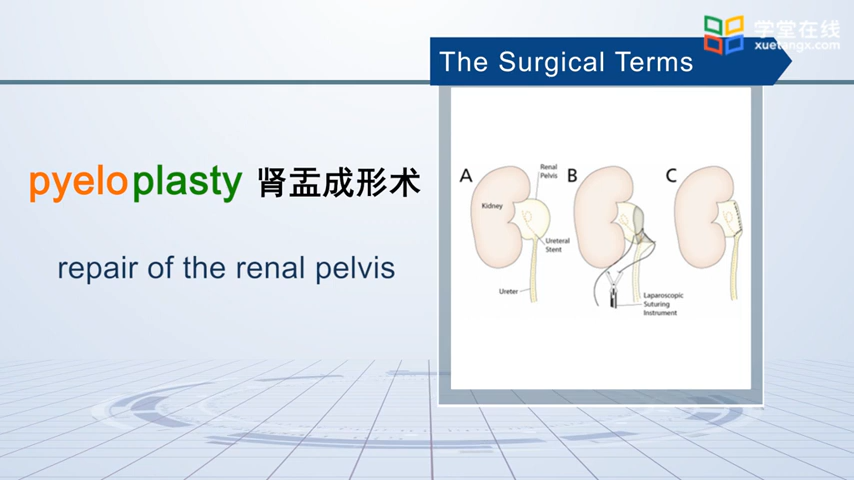 学堂在线
xuetangx.com
The Surgical Terms
pyeloplasty 肾盂成形术
repair of the renal pelvis
A
B
C
Renal
Pelvis
Kidney
Ureteral
Stent
Ureter
Laparoscopic
Suturing
Instrument